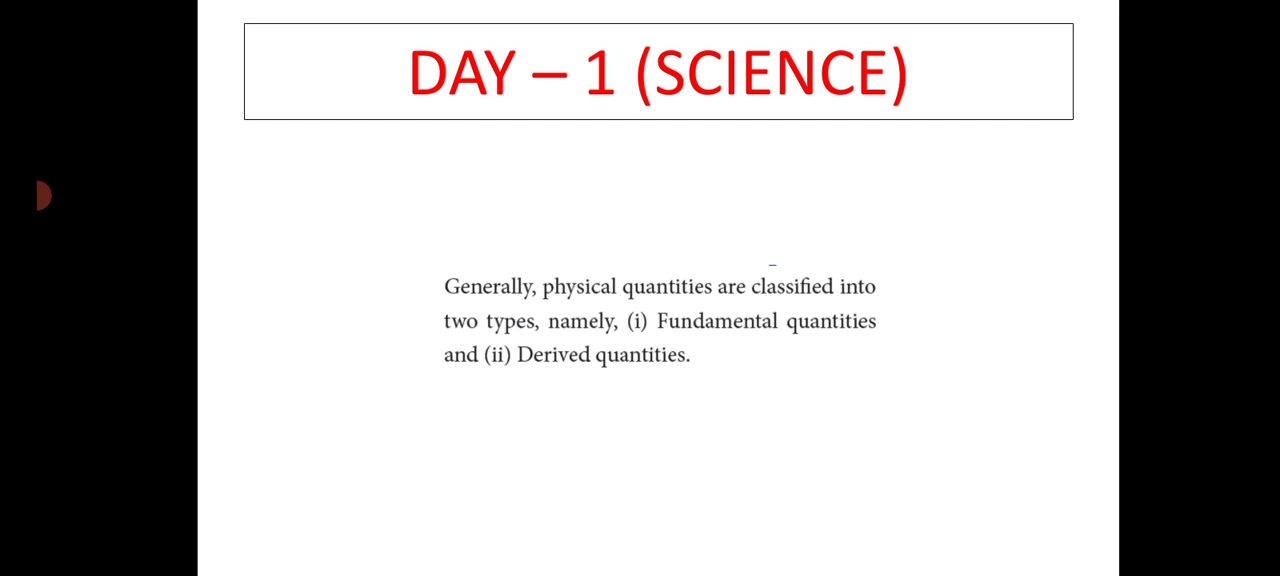 DAY – 1 (SCIENCE)
Generally, physical quantities are classified into
two types, namely, (i) Fundamental quantities
and (ii) Derived quantities.